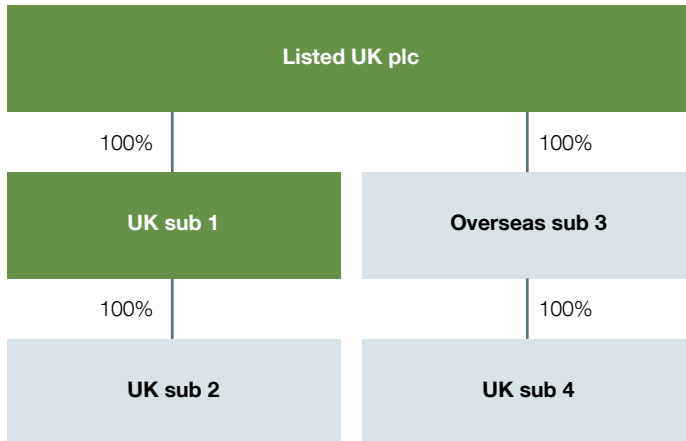 Listed UK plc
100%
100%
UK sub 1
Overseas sub 3
100%
100%
UK sub 2
UK sub 4